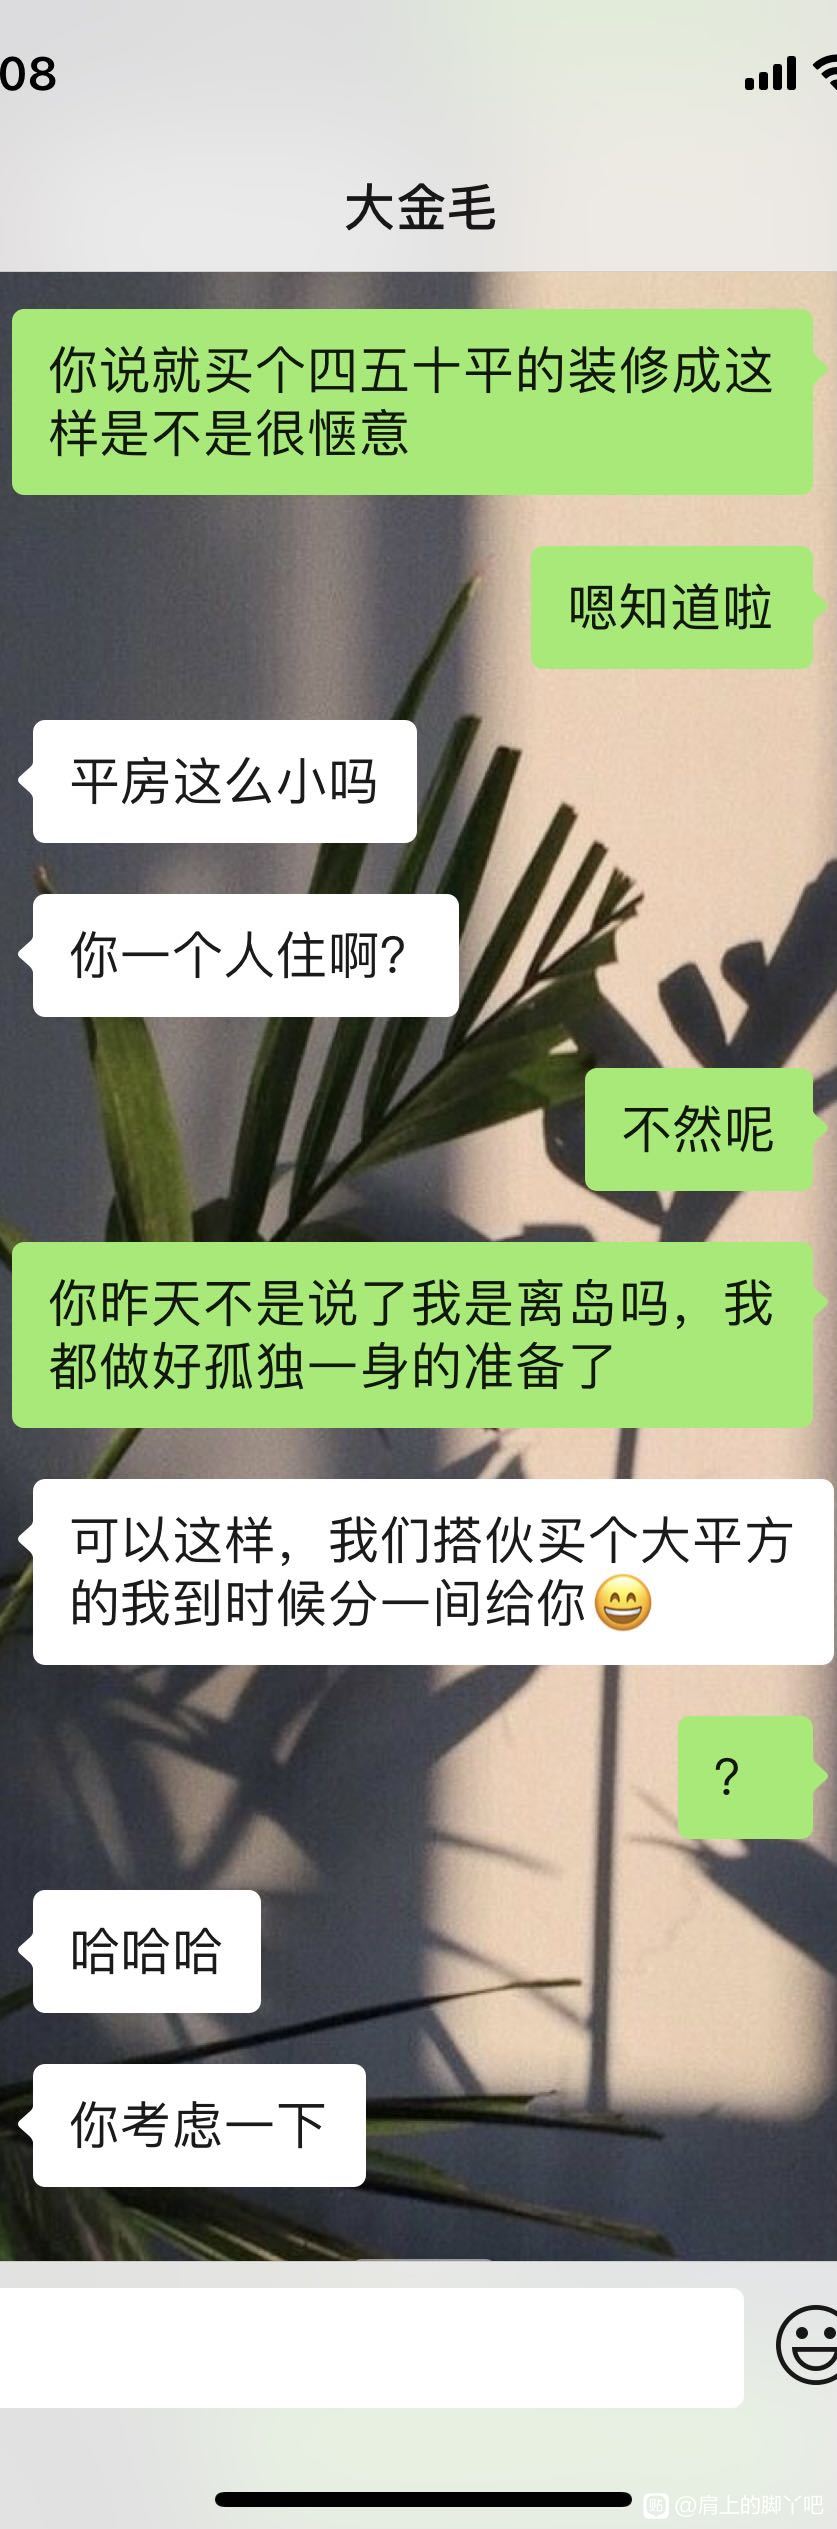 08
大金毛
你说就买个四五十平的装修成这
样是不是很惬意
嗯知道啦
平房这么小吗
你一个人住啊?
不然呢
你昨天不是说了我是离岛吗，我
都做好孤独一身的准备了
可以这样，我们搭伙买个大平方
的我到时候分一间给你😄
?
哈哈哈
你考虑一下
贴 @肩上的脚丫吧